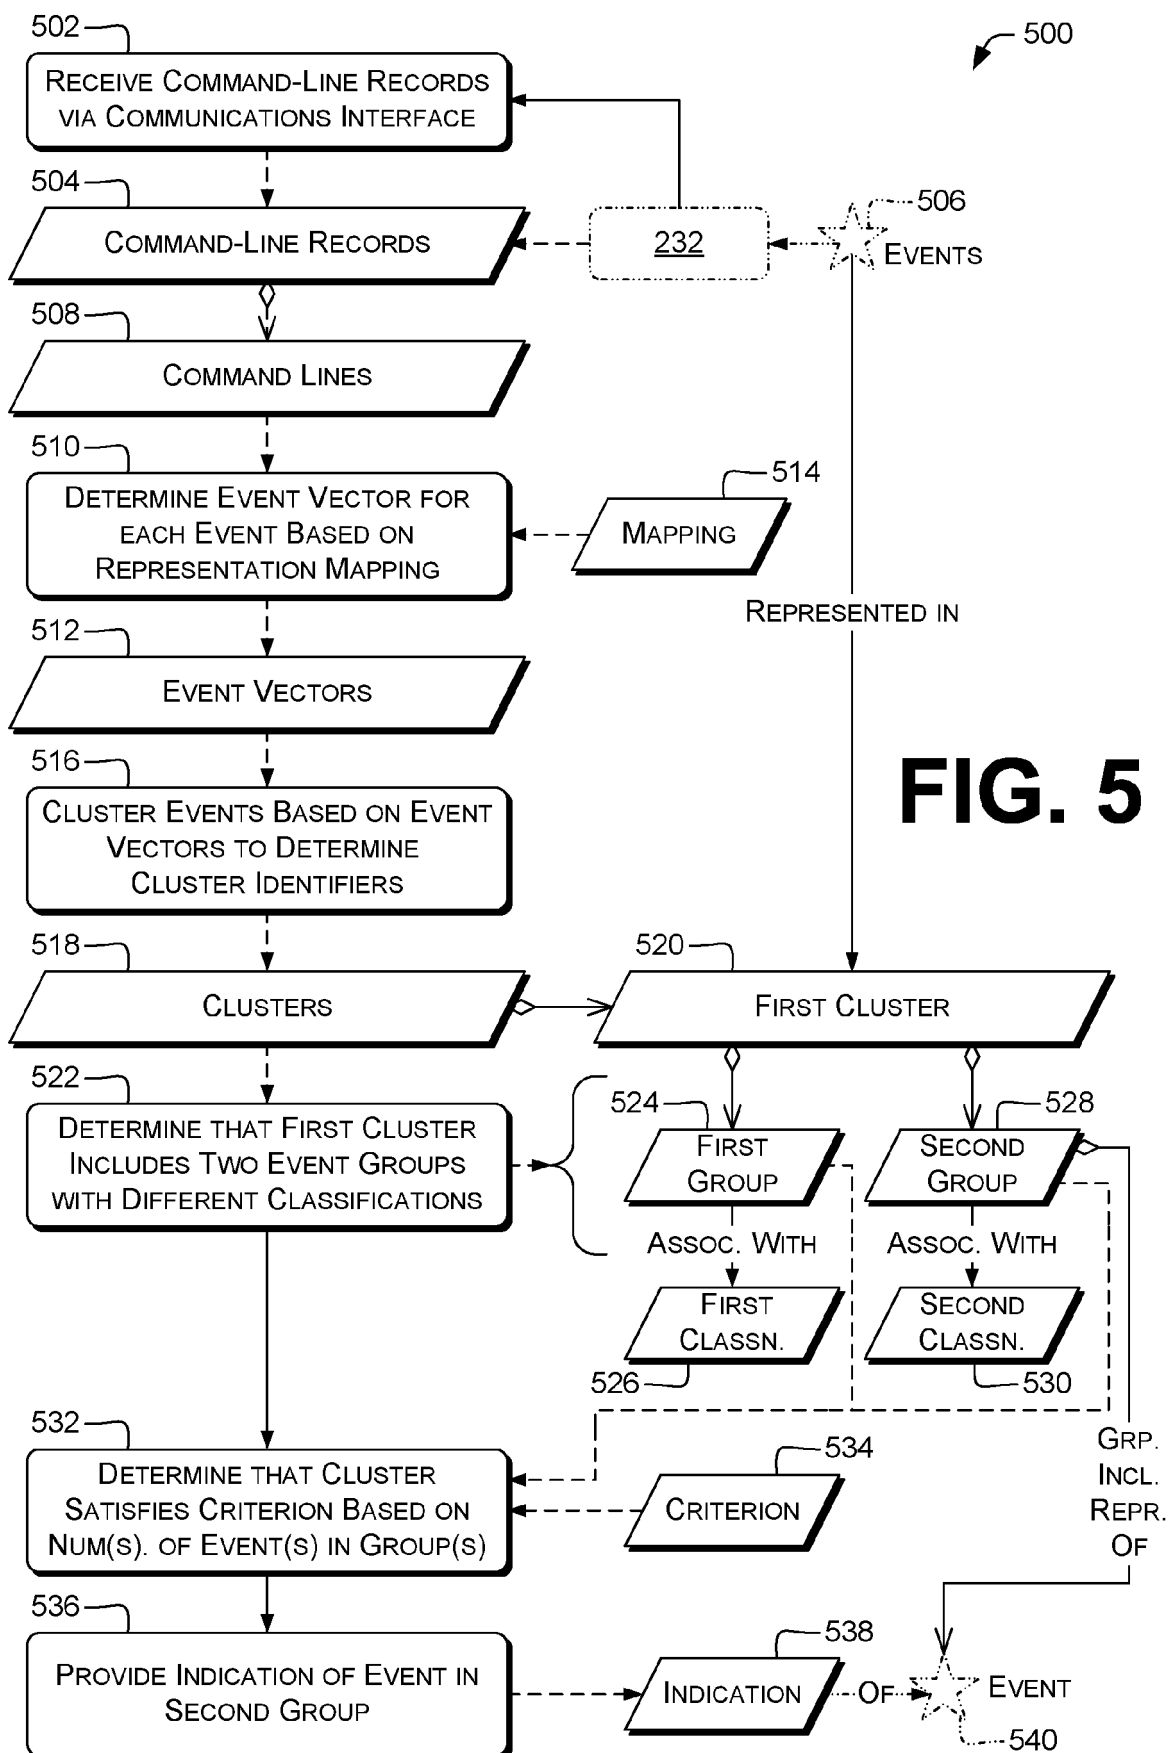 502
500
RECEIVE COMMAND-LINE RECORDS
VIA COMMUNICATIONS INTERFACE
504
506
COMMAND-LINE RECORDS
232
EVENTS
508
COMMAND LINES
510
514
DETERMINE EVENT VECTOR FOR
EACH EVENT BASED ON
REPRESENTATION MAPPING
MAPPING
REPRESENTED IN
512
EVENT VECTORS
FIG. 5
516
CLUSTER EVENTS BASED ON EVENT
VECTORS TO DETERMINE
CLUSTER IDENTIFIERS
518
520
CLUSTERS
FIRST CLUSTER
522
524
528
DETERMINE THAT FIRST CLUSTER
INCLUDES TWO EVENT GROUPS
WITH DIFFERENT CLASSIFICATIONS
FIRST
GROUP
SECOND
GROUP
ASSOC. WITH
ASSOC. WITH
FIRST
CLASSN.
SECOND
CLASSN.
526
530
532
534
GRP.
INCL.
REPR.
OF
DETERMINE THAT CLUSTER
SATISFIES CRITERION BASED ON
NUM(S). OF EVENT(S) IN GROUP(S)
CRITERION
536
538
PROVIDE INDICATION OF EVENT IN
SECOND GROUP
INDICATION
OF
EVENT
540